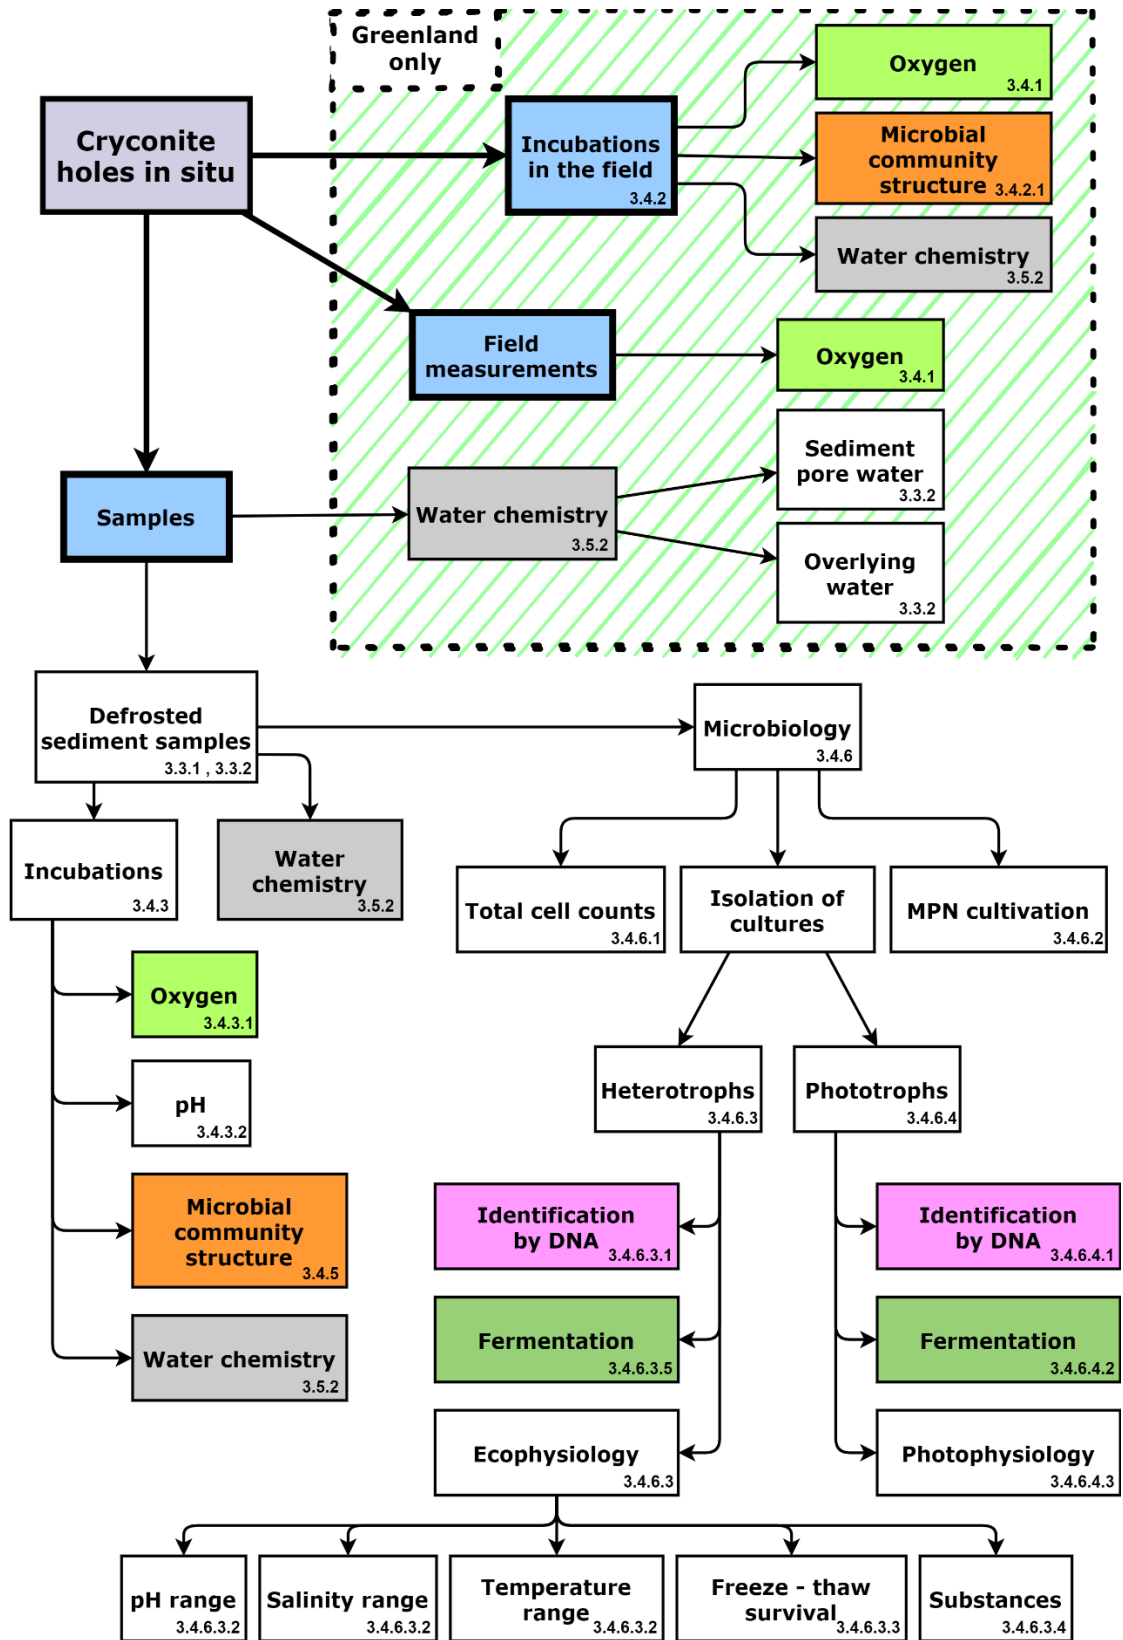 Greenland
only
Oxygen
3.4.1
Cryconite
holes in situ
Incubations
in the field
3.4.2
Microbial
community
structure
3.4.2.1
Water chemistry
3.5.2
Field
measurements
Oxygen
3.4.1
Samples
Water chemistry
3.5.2
Sediment
pore water
3.3.2
Overlying
water
3.3.2
Defrosted
sediment samples
3.3.1 , 3.3.2
Microbiology
3.4.6
Incubations
3.4.3
Water
chemistry
3.5.2
Total cell counts
3.4.6.1
Isolation of
cultures
MPN cultivation
3.4.6.2
Oxygen
3.4.3.1
pH
3.4.3.2
Microbial
community
structure
3.4.5
Water chemistry
3.5.2
Heterotrophs
3.4.6.3
Phototrophs
3.4.6.4
Identification
by DNA
3.4.6.3.1
Identification
by DNA
3.4.6.4.1
Fermentation
3.4.6.3.5
Fermentation
3.4.6.4.2
Ecophysiology
3.4.6.3
Photophysiology
3.4.6.4.3
pH range
3.4.6.3.2
Salinity range
3.4.6.3.2
Temperature
range
3.4.6.3.2
Freeze - thaw
survival
3.4.6.3.3
Substances
3.4.6.3.4